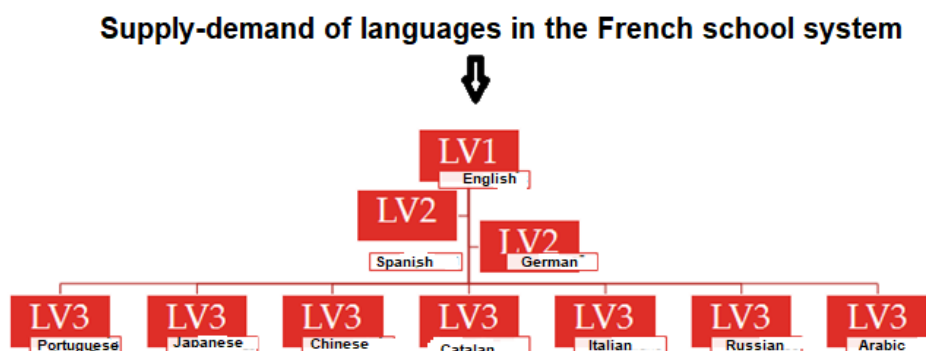 Supply-demand of languages in the French school system
LV1
English
LV2
Spanish
LV2
German
LV3 LV3 LV3 LV3 LV3 LV3 LV3
Portuguese Japanese Chinese Catalan Italian Russian Arabic